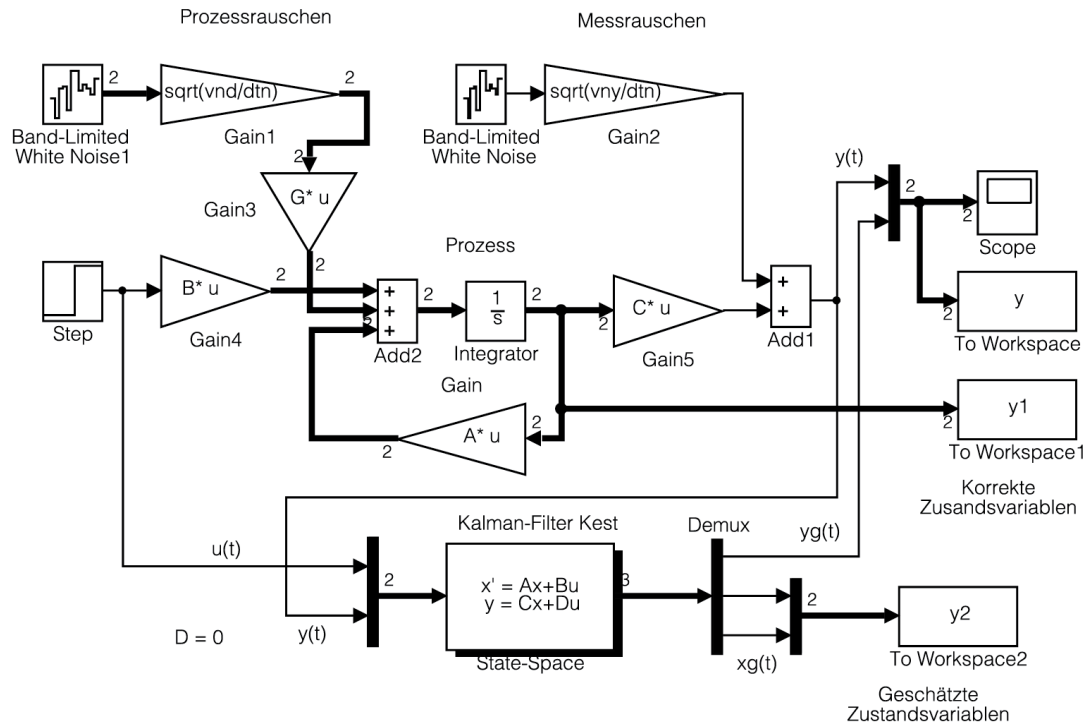 Prozessrauschen
Messrauschen
2
sqrt(vnd/dtn)
2
sqrt(vny/dtn)
Band-Limited
White Noise1
Gain1
Band-Limited
White Noise
Gain2
2
G* u
Gain3
y(t)
2
2
Scope
Prozess
Step
B* u
Gain4
2
2
+
+
+
2
Add2
2
1
s
Integrator
2
2
C* u
Gain5
+
+
Add1
2
y
To Workspace
Gain
A* u
2
2
2
y1
To Workspace1
Korrekte
Zusandsvariablen
Kalman-Filter Kest
Demux
yg(t)
u(t)
2
x' = Ax+Bu
y = Cx+Du
3
2
y2
D = 0
y(t)
State-Space
xg(t)
To Workspace2
Geschätzte
Zustandsvariablen